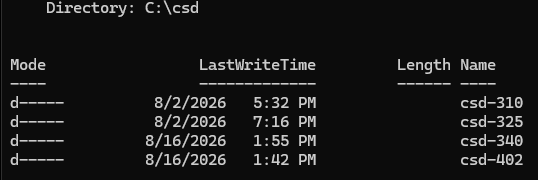 Directory: C:\csd
Mode LastWriteTime Length Name
---- ------------- ------ ----
d----- 8/2/2026 5:32 PM csd-310
d----- 8/2/2026 7:16 PM csd-325
d----- 8/16/2026 1:55 PM csd-340
d----- 8/16/2026 1:42 PM csd-402